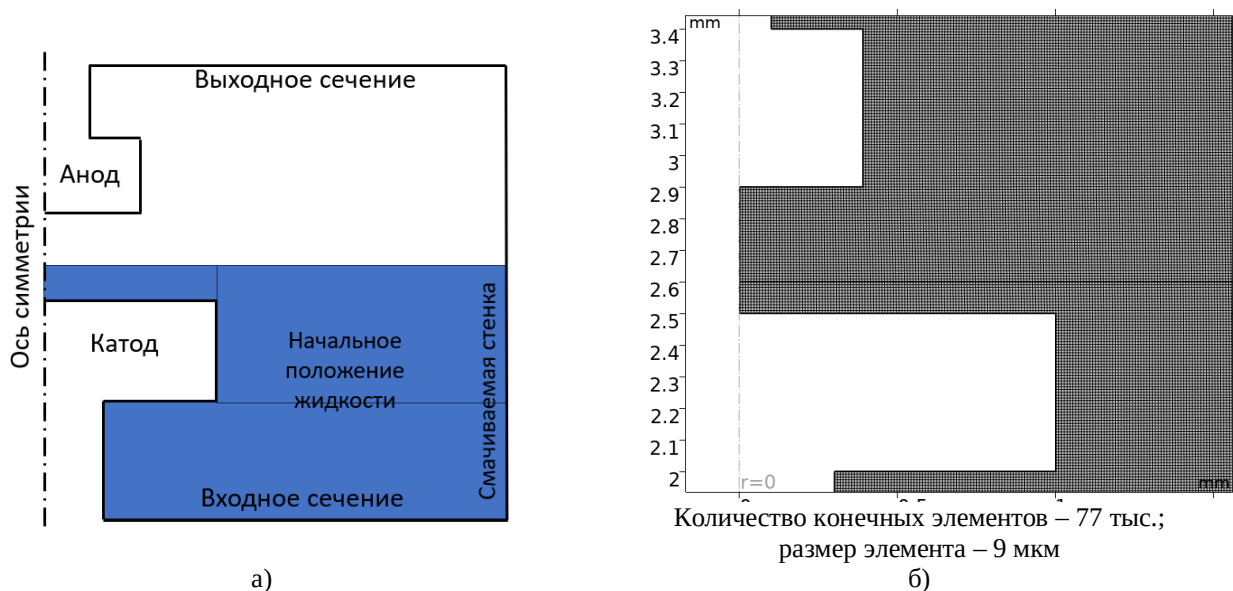 Выходное сечение
Анод
Ось симметрии
Катод
Начальное
положение
жидкости
Смачиваемая стенка
Входное сечение
а)
mm
3.4
3.3
3.2
3.1
3
2.9
2.8
2.7
2.6
2.5
2.4
2.3
2.2
2.1
2
r=0
mm
Количество конечных элементов – 77 тыс.;
размер элемента – 9 мкм
б)